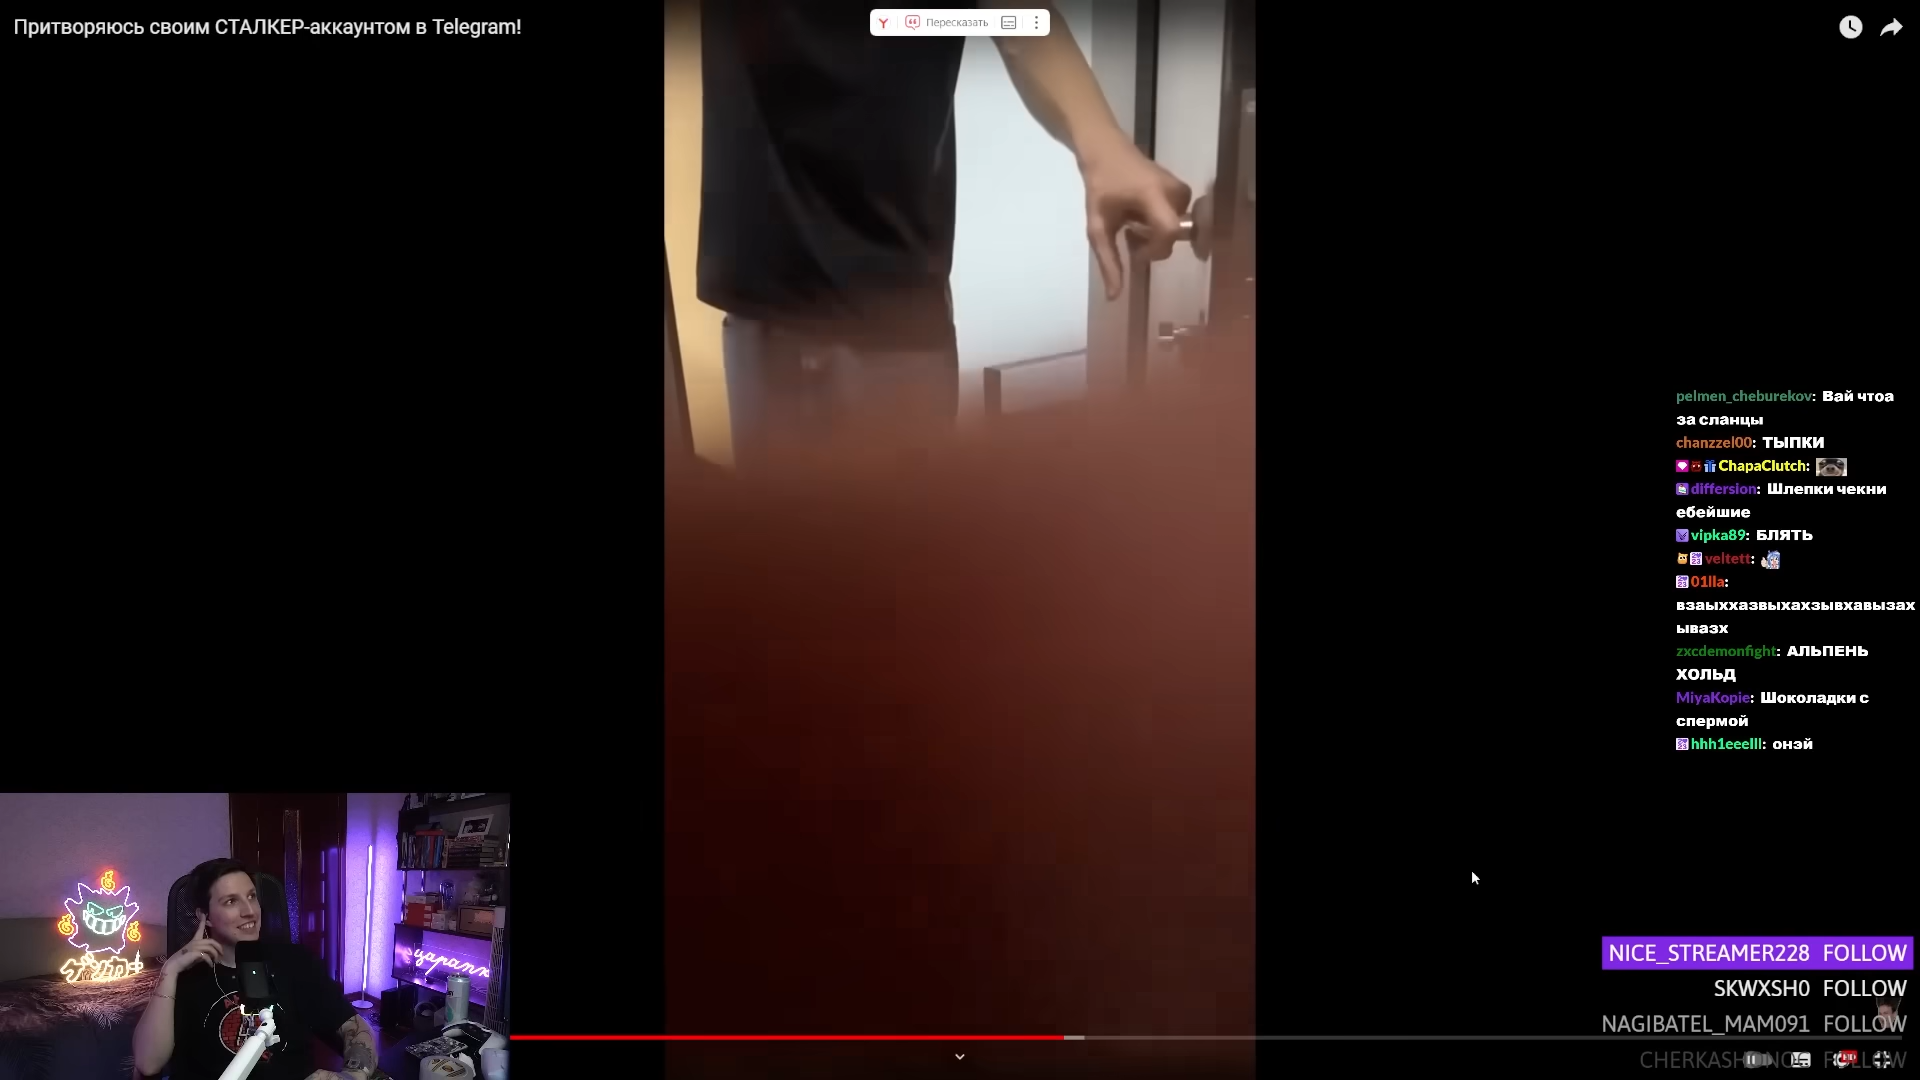 Притворяюсь своим СТАЛКЕР-аккаунтом в Telegram!
Пересказать
pelmen_cheburekov: Вай чтоа
за сланцы
chanzzel00: ТЫПКИ
ChapaClutch:
differsion: Шлепки чекни
ебейшие
vipka89: БЛЯТЬ
veltett:
01lla:
взаыххазвыхахзывхавызах
ывазх
zxcdemonfight: АЛЬПЕНЬ
ХОЛЬД
MiyaKopie: Шоколадки с
спермой
hhh1eeelll: онэй
NICE_STREAMER228 FOLLOW
SKWXSH0 FOLLOW
NAGIBATEL_MAM091 FOLLOW
FOLLOW